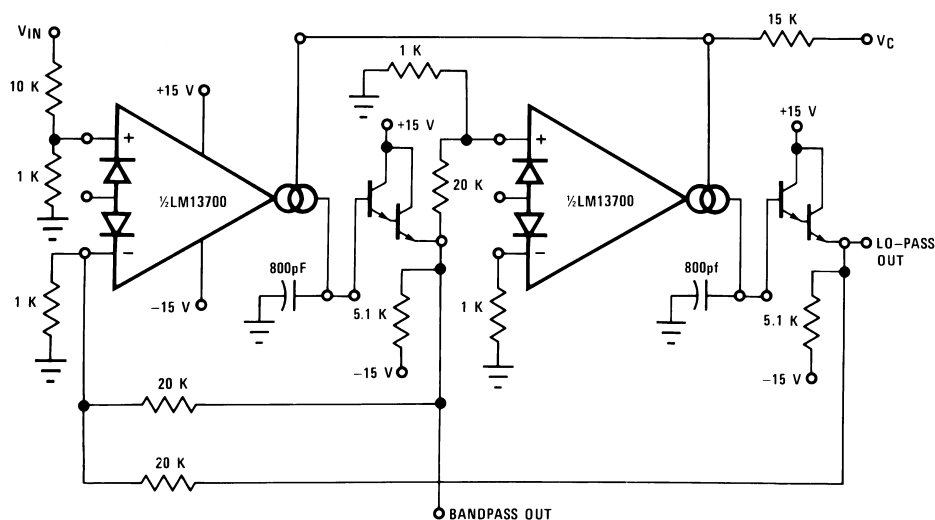 VIN
15 K
VC
1 K
10 K
+15 V
+15 V
+15 V
+
+
1 K
20 K
½LM13700
½LM13700
–
–
LO–PASS
OUT
800pF
800pf
1 K
–15 V
5.1 K
1 K
5.1 K
–15 V
–15 V
20 K
20 K
BANDPASS OUT